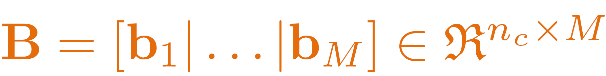 B = [b₁| … |b_M] ∈ ℜ^{n_c×M}